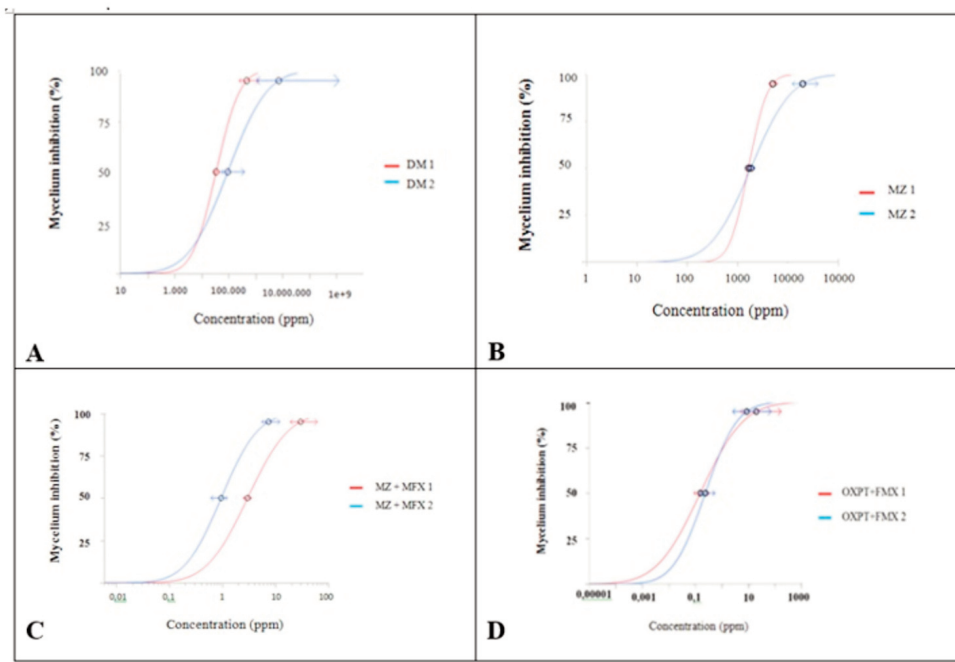 Mycelium inhibition (%)
100
75
50
25
10
1.000
100.000
10.000.000
1e+9
Concentration (ppm)
DM 1
DM 2
A
Mycelium inhibition (%)
100
75
50
25
1
10
100
1000
10000
10000
Concentration (ppm)
MZ 1
MZ 2
B
Mycelium inhibition (%)
100
75
50
25
0,01
0,1
1
10
100
Concentration (ppm)
MZ + MFX 1
MZ + MFX 2
C
Mycelium inhibition (%)
100
75
50
25
0,00001
0,001
0,1
10
1000
Concentration (ppm)
OXPT+FMX 1
OXPT+FMX 2
D